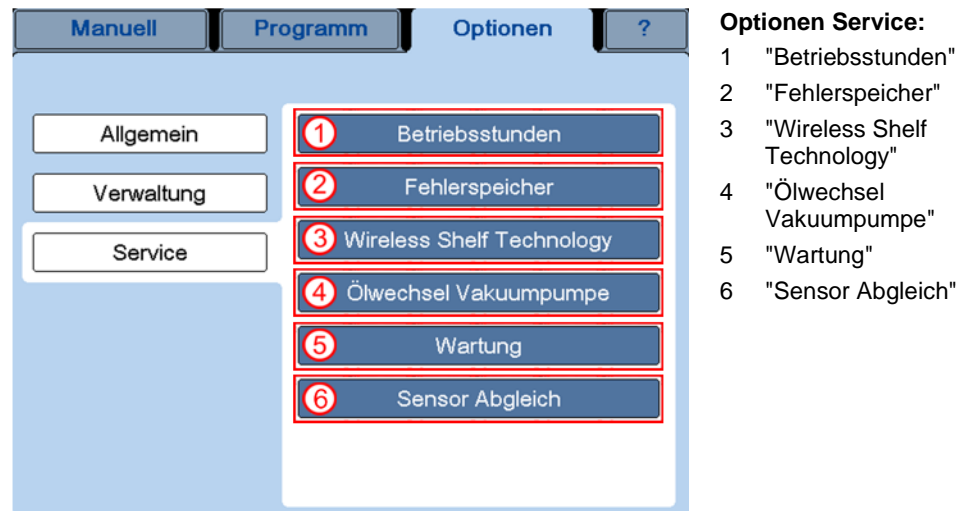 Manuell
Programm
Optionen
?
Allgemein
Verwaltung
Service
1 Betriebsstunden
2 Fehlerspeicher
3 Wireless Shelf Technology
4 Ölwechsel Vakuumpumpe
5 Wartung
6 Sensor Abgleich
Optionen Service:
1 "Betriebsstunden"
2 "Fehlerspeicher"
3 "Wireless Shelf
Technology"
4 "Ölwechsel
Vakuumpumpe"
5 "Wartung"
6 "Sensor Abgleich"